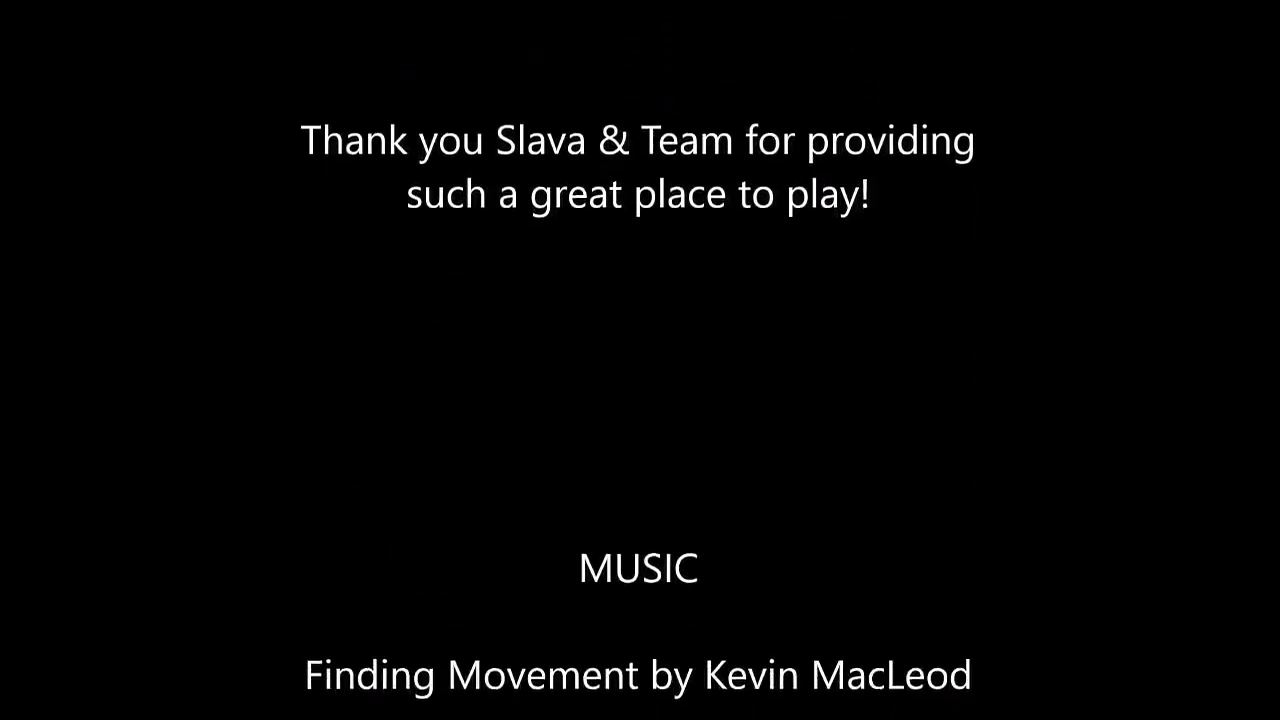 Thank you Slava & Team for providing
such a great place to play!
MUSIC
Finding Movement by Kevin MacLeod